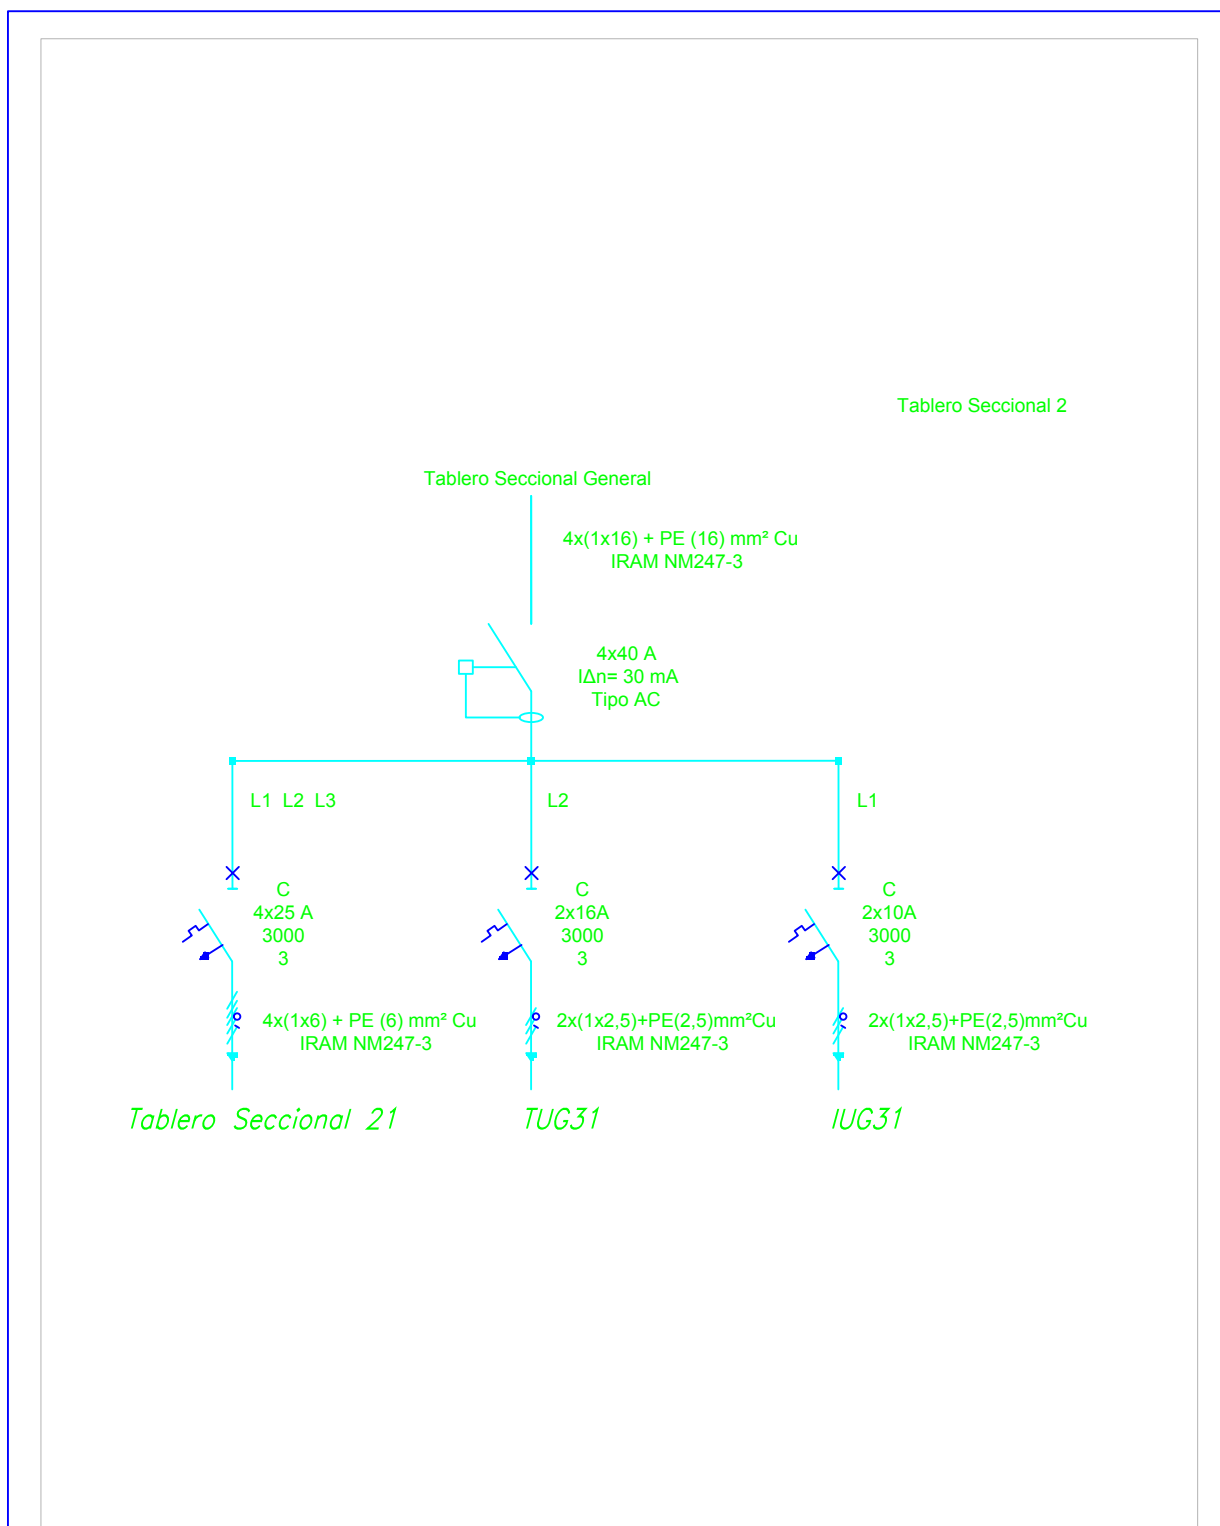 Tablero Seccional 2
Tablero Seccional General
4x(1x16) + PE (16) mm² Cu
IRAM NM247-3
4x40 A
IΔn= 30 mA
Tipo AC
L1 L2 L3
L2
L1
C
4x25 A
3000
3
C
2x16A
3000
3
C
2x10A
3000
3
4x(1x6) + PE (6) mm² Cu
IRAM NM247-3
2x(1x2,5)+PE(2,5)mm²Cu
IRAM NM247-3
2x(1x2,5)+PE(2,5)mm²Cu
IRAM NM247-3
Tablero Seccional 21
TUG31
IUG31